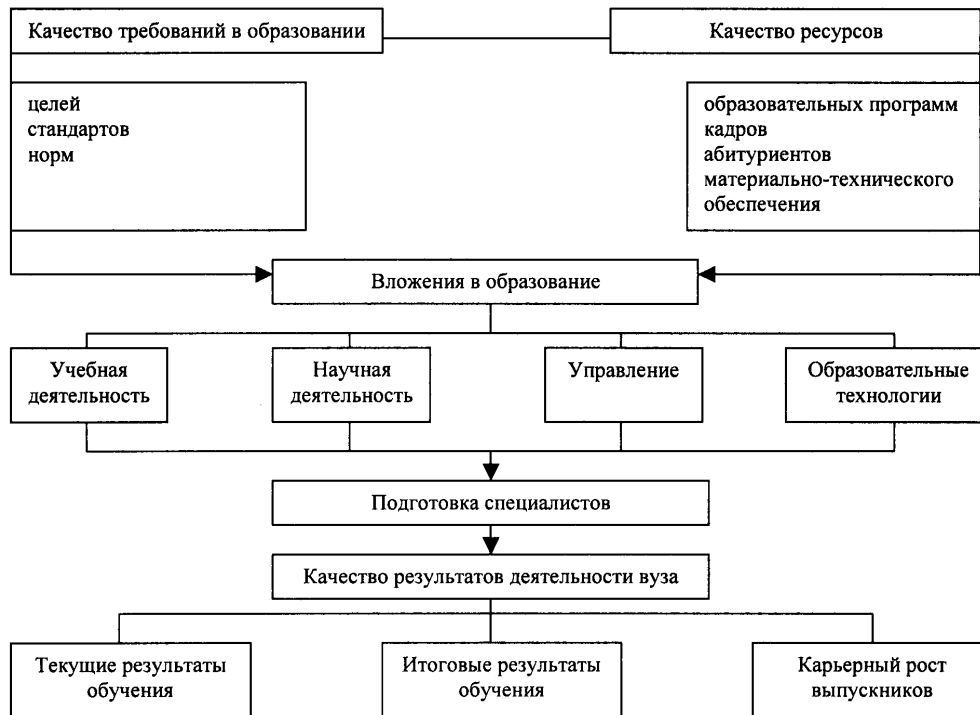 Качество требований в образовании
Качество ресурсов
целей
стандартов
норм
образовательных программ
кадров
абитуриентов
материально-технического
обеспечения
Вложения в образование
Учебная
деятельность
Научная
деятельность
Управление
Образовательные
технологии
Подготовка специалистов
Качество результатов деятельности вуза
Текущие результаты
обучения
Итоговые результаты
обучения
Карьерный рост
выпускников